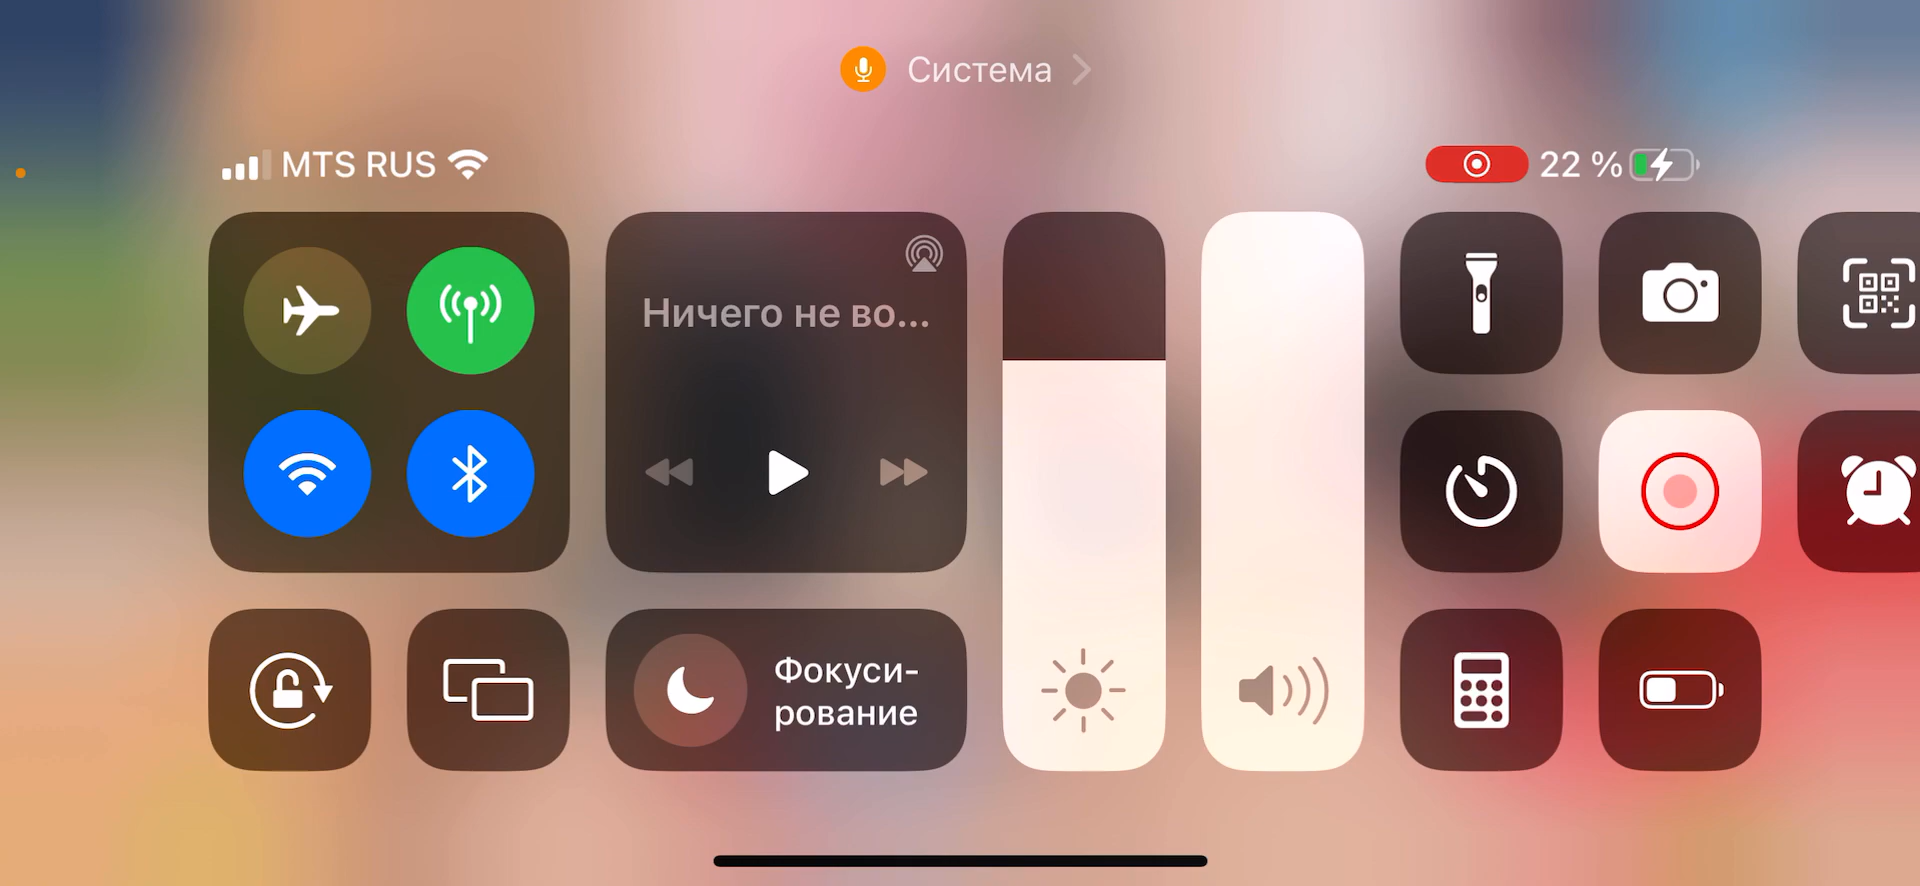 Система
MTS RUS
22 %
Ничего не во...
Фокуси-
рование